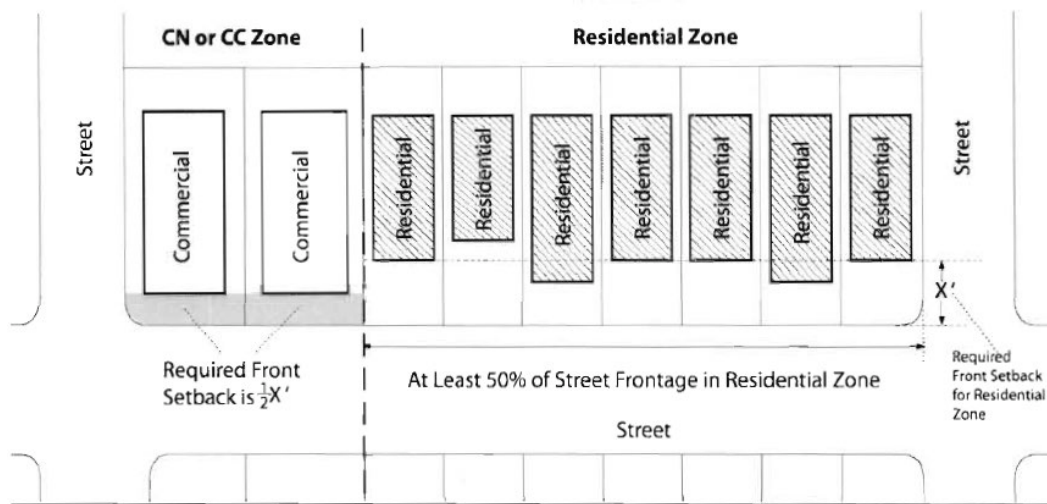 CN or CC Zone
Residential Zone
Street
Commercial
Commercial
Residential
Residential
Residential
Residential
Residential
Residential
Residential
Street
X'
Required Front
Setback is ½X'
At Least 50% of Street Frontage in Residential Zone
Required
Front Setback
for Residential
Zone
Street